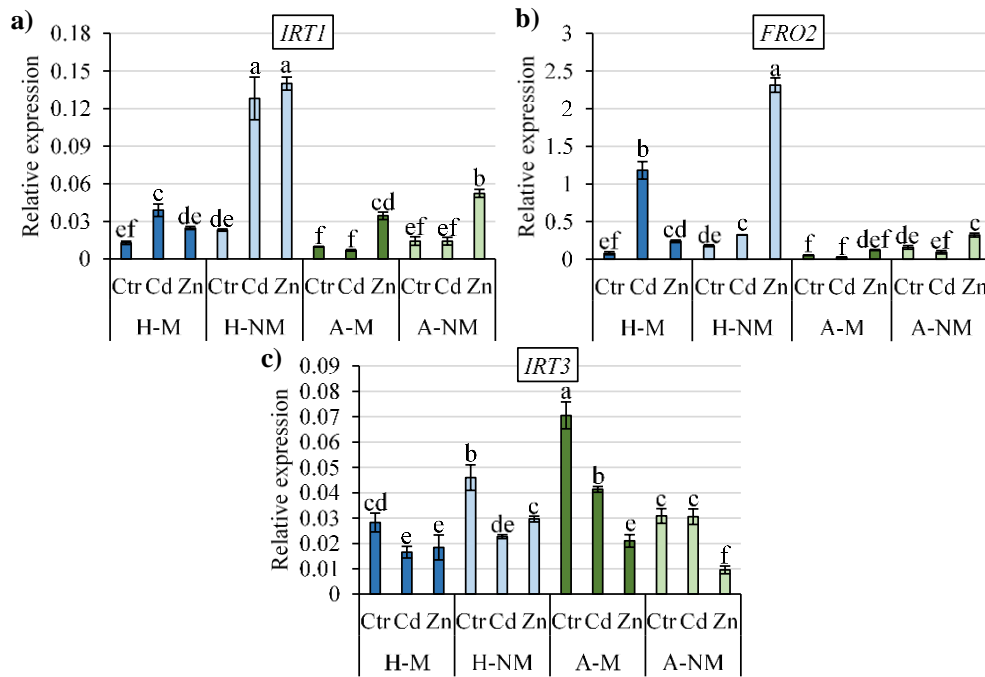 a)
IRT1
Relative expression
0.18
0.15
0.12
0.09
0.06
0.03
0
ef c de de a a f f cd ef ef b
Ctr Cd Zn Ctr Cd Zn Ctr Cd Zn Ctr Cd Zn
H-M H-NM A-M A-NM
b)
FRO2
Relative expression
3
2.5
2
1.5
1
0.5
0
ef b cd de c a f f def de ef c
Ctr Cd Zn Ctr Cd Zn Ctr Cd Zn Ctr Cd Zn
H-M H-NM A-M A-NM
c)
IRT3
Relative expression
0.09
0.08
0.07
0.06
0.05
0.04
0.03
0.02
0.01
0
cd e e b de c a b e c c f
Ctr Cd Zn Ctr Cd Zn Ctr Cd Zn Ctr Cd Zn
H-M H-NM A-M A-NM